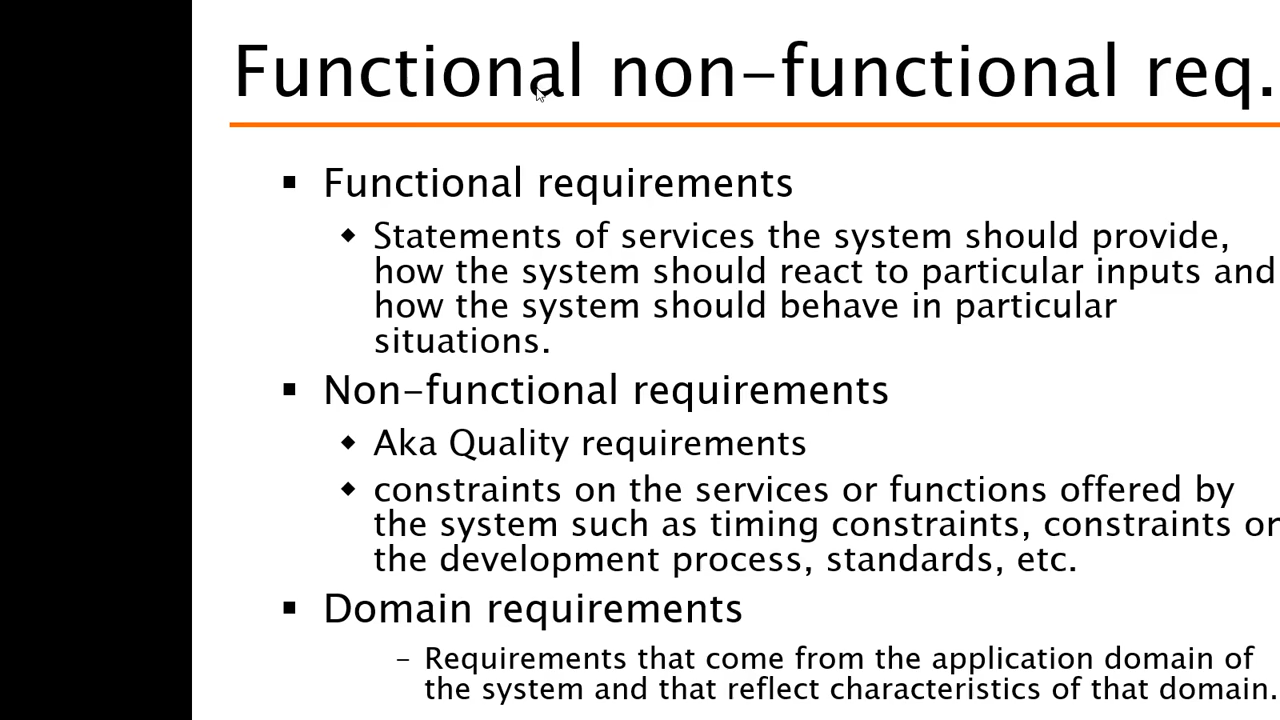 Functional non-functional req.
▪ Functional requirements
◆ Statements of services the system should provide,
how the system should react to particular inputs and
how the system should behave in particular
situations.
▪ Non-functional requirements
◆ Aka Quality requirements
◆ constraints on the services or functions offered by
the system such as timing constraints, constraints on
the development process, standards, etc.
▪ Domain requirements
– Requirements that come from the application domain of
the system and that reflect characteristics of that domain.